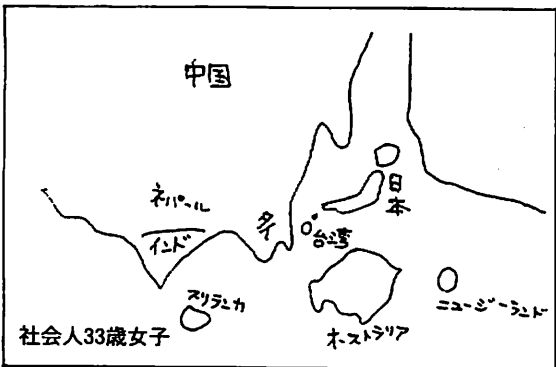 中国
日本
ネパール
インド
タイ
台湾
スリランカ
オーストラリア
ニュージーランド
社会人33歳女子